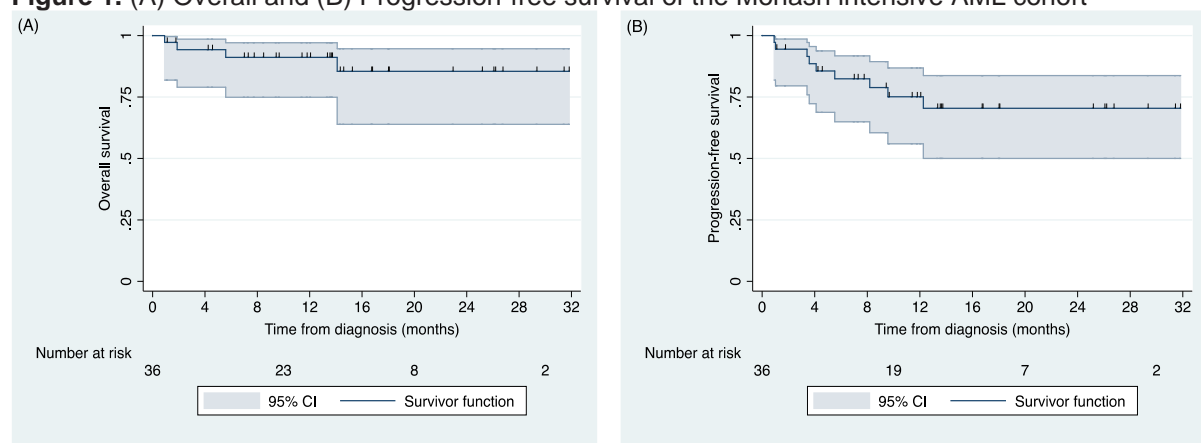 Figure 1. (A) Overall and (B) Progression-free survival of the Monash intensive AML cohort
(A)
Overall survival
1
.75
.5
.25
0
0 4 8 12 16 20 24 28 32
Time from diagnosis (months)
Number at risk
36 23 8 2
95% CI Survivor function
(B)
Progression-free survival
1
.75
.5
.25
0
0 4 8 12 16 20 24 28 32
Time from diagnosis (months)
Number at risk
36 19 7 2
95% CI Survivor function